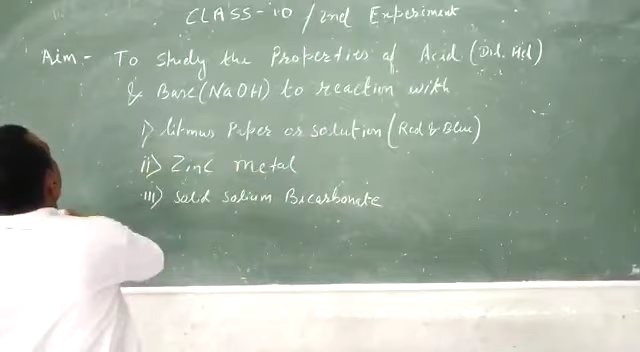 CLASS-10 / 2nd Experiment
Aim - To study the Properties of Acid (Dil. Hcl)
& Base (NaOH) to reaction with
i) litmus Paper or solution (Red & Blue)
ii) Zinc metal
iii) solid sodium Bicarbonate